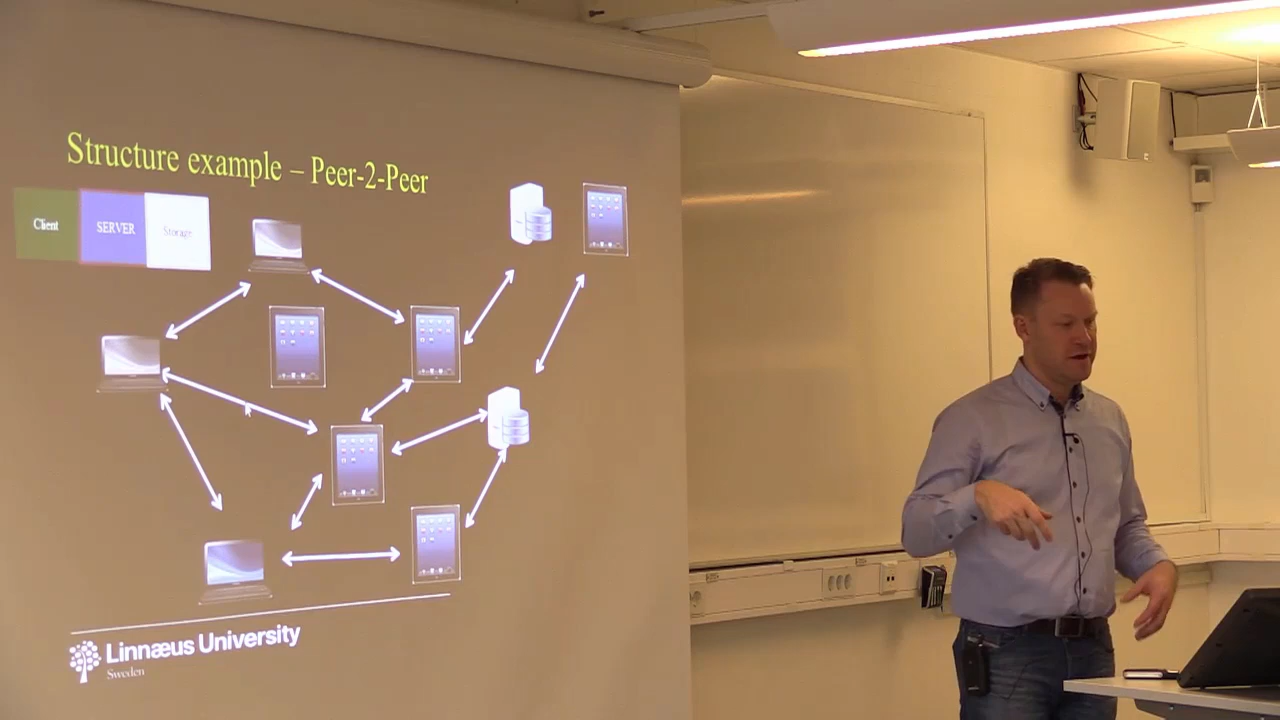 Structure example – Peer-2-Peer
Client
SERVER
Storage
Linnæus University
Sweden